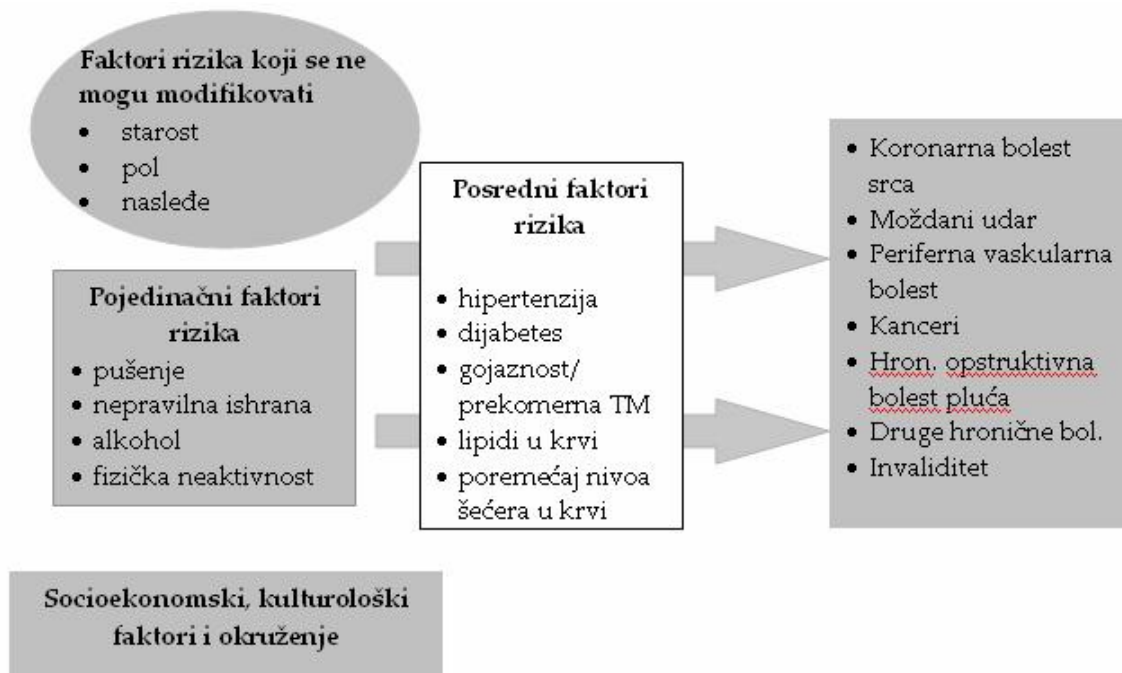 Faktori rizika koji se ne
mogu modifikovati
• starost
• pol
• nasleđe
Pojedinačni faktori
rizika
• pušenje
• nepravilna ishrana
• alkohol
• fizička neaktivnost
Socioekonomski, kulturološki
faktori i okruženje
Posredni faktori
rizika
• hipertenzija
• dijabetes
• gojaznost/
prekomerna TM
• lipidi u krvi
• poremećaj nivoa
šećera u krvi
• Koronarna bolest
srca
• Moždani udar
• Periferna vaskularna
bolest
• Kanceri
• Hron. opstruktivna
bolest pluća
• Druge hronične bol.
• Invaliditet